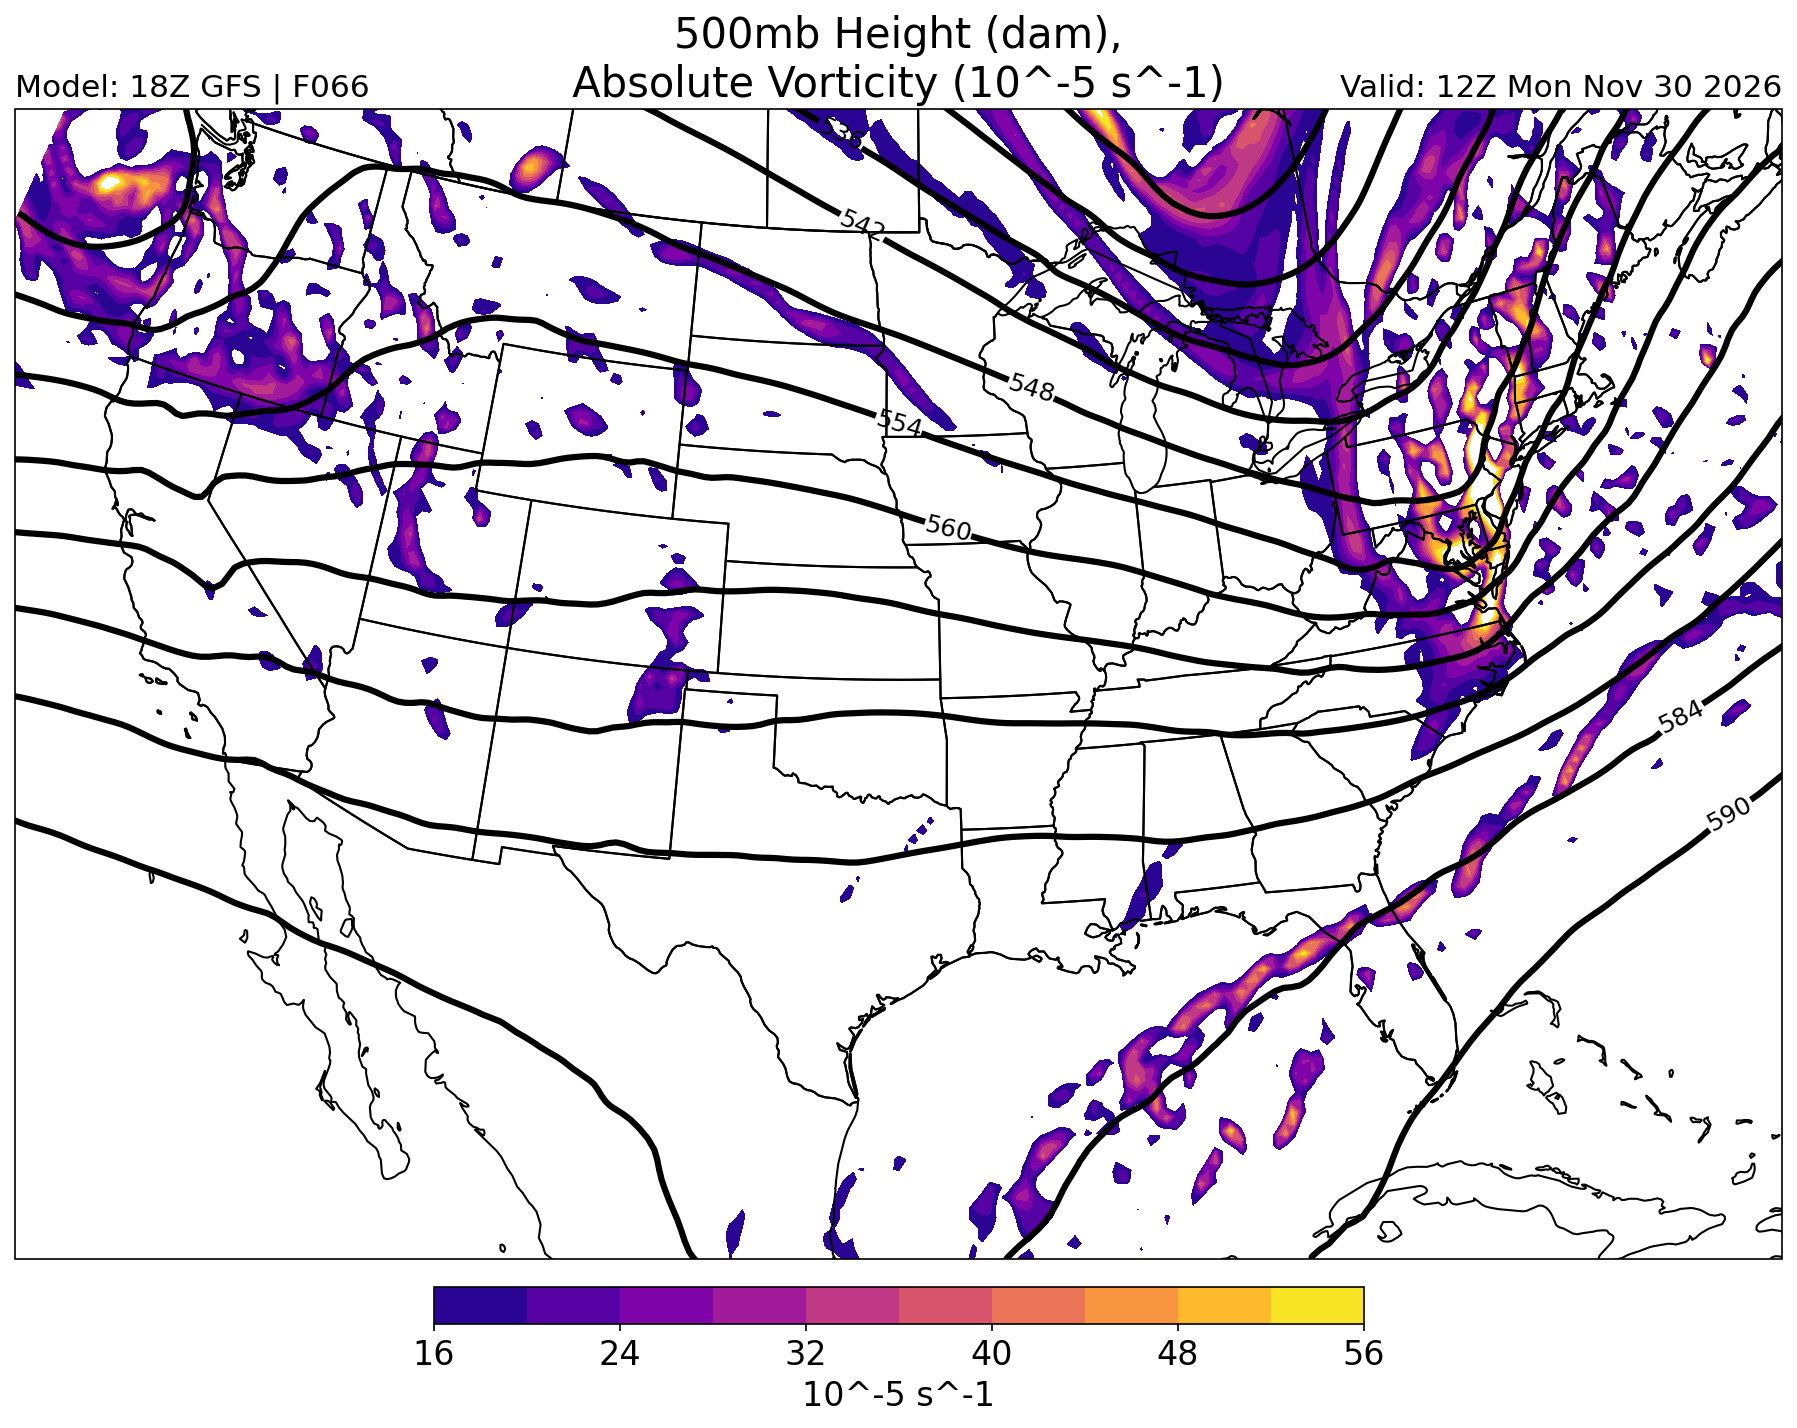 500mb Height (dam),
Model: 18Z GFS | F066
Absolute Vorticity (10^-5 s^-1)
Valid: 12Z Mon Nov 30 2026
536
542
548
554
560
584
590
16
24
32
40
48
56
10^-5 s^-1